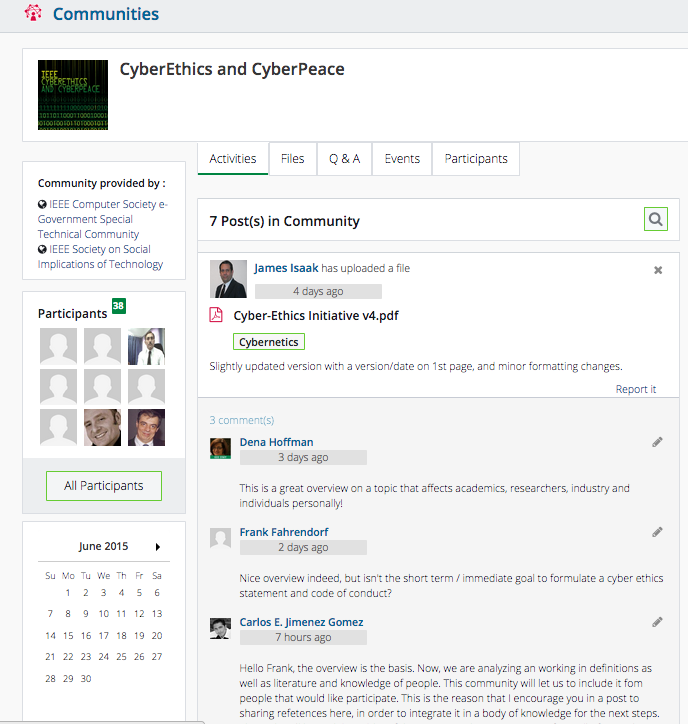 Communities
IEEE
CYBERETHICS
AND CYBERPEACE
CyberEthics and CyberPeace
Activities
Files
Q & A
Events
Participants
Community provided by :
IEEE Computer Society e-
Government Special
Technical Community
IEEE Society on Social
Implications of Technology
Participants 38
All Participants
June 2015
Su Mo Tu We Th Fr Sa
1 2 3 4 5 6
7 8 9 10 11 12 13
14 15 16 17 18 19 20
21 22 23 24 25 26 27
28 29 30
7 Post(s) in Community
James Isaak has uploaded a file
4 days ago
Cyber-Ethics Initiative v4.pdf
Cybernetics
Slightly updated version with a version/date on 1st page, and minor formatting changes.
Report it
3 comment(s)
Dena Hoffman
3 days ago
This is a great overview on a topic that affects academics, researchers, industry and
individuals personally!
Frank Fahrendorf
2 days ago
Nice overview indeed, but isn't the short term / immediate goal to formulate a cyber ethics
statement and code of conduct?
Carlos E. Jimenez Gomez
7 hours ago
Hello Frank, the overview is the basis. Now, we are analyzing an working in definitions as
well as literature and knowledge of people. This community will let us to include it fom
people that would like participate. This is the reason that I encourage you in a post to
sharing refetences here, in order to integrate it in a body of knowledge for the next steps.